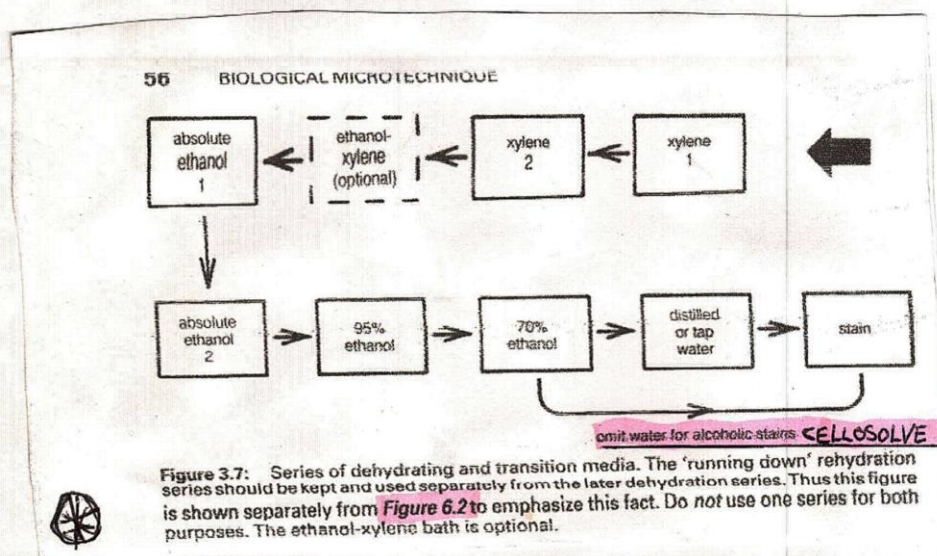 56 BIOLOGICAL MICROTECHNIQUE
absolute
ethanol
1
ethanol-
xylene
(optional)
xylene
2
xylene
1
absolute
ethanol
2
95%
ethanol
70%
ethanol
distilled
or tap
water
stain
omit water for alcoholic stains CELLOSOLVE
Figure 3.7: Series of dehydrating and transition media. The 'running down' rehydration
series should be kept and used separately from the later dehydration series. Thus this figure
is shown separately from Figure 6.2 to emphasize this fact. Do not use one series for both
purposes. The ethanol-xylene bath is optional.